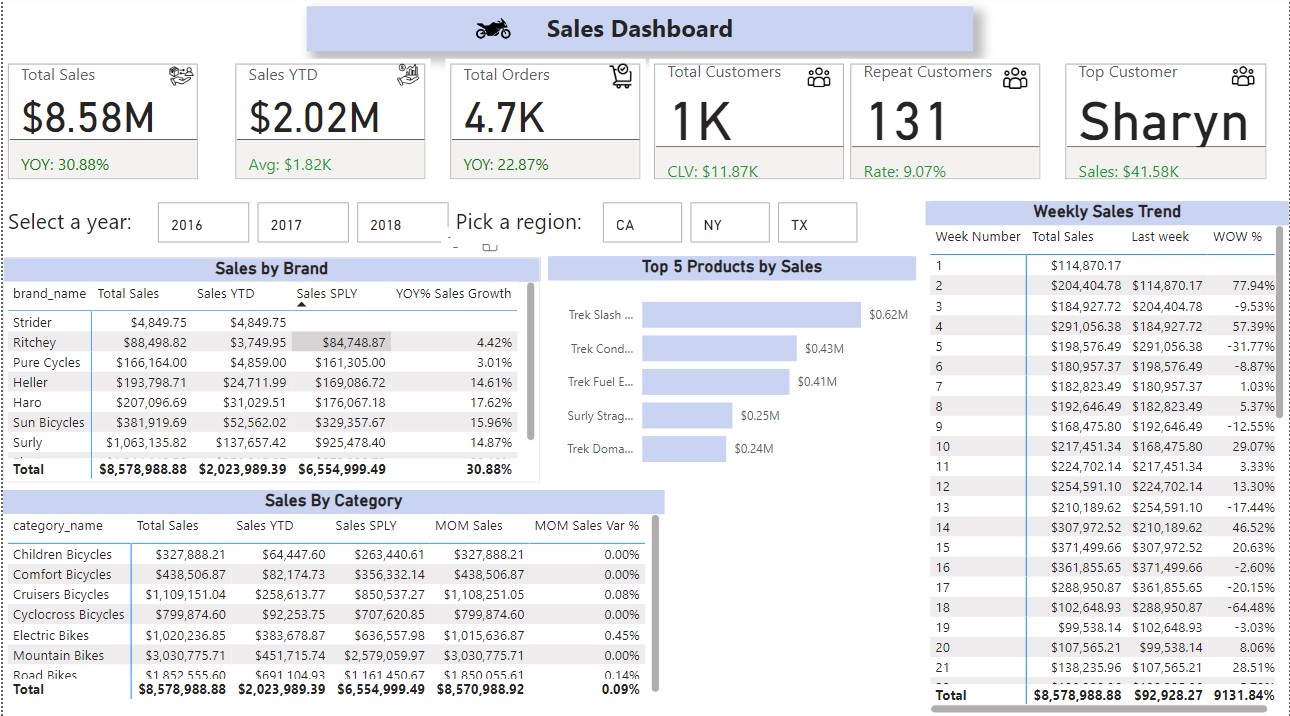 Sales Dashboard
Total Sales
$8.58M
YOY: 30.88%
Sales YTD
$2.02M
Avg: $1.82K
Total Orders
4.7K
YOY: 22.87%
Total Customers
1K
CLV: $11.87K
Repeat Customers
131
Rate: 9.07%
Top Customer
Sharyn
Sales: $41.58K
Select a year: 2016 2017 2018
Pick a region: CA NY TX
Sales by Brand
brand_name Total Sales Sales YTD Sales SPLY YOY% Sales Growth
Strider $4,849.75 $4,849.75
Ritchey $88,498.82 $3,749.95 $84,748.87 4.42%
Pure Cycles $166,164.00 $4,859.00 $161,305.00 3.01%
Heller $193,798.71 $24,711.99 $169,086.72 14.61%
Haro $207,096.69 $31,029.51 $176,067.18 17.62%
Sun Bicycles $381,919.69 $52,562.02 $329,357.67 15.96%
Surly $1,063,135.82 $137,657.42 $925,478.40 14.87%
Total $8,578,988.88 $2,023,989.39 $6,554,999.49 30.88%
Top 5 Products by Sales
Trek Slash ... $0.62M
Trek Cond... $0.43M
Trek Fuel E... $0.41M
Surly Strag... $0.25M
Trek Doma... $0.24M
Sales By Category
category_name Total Sales Sales YTD Sales SPLY MOM Sales MOM Sales Var %
Children Bicycles $327,888.21 $64,447.60 $263,440.61 $327,888.21 0.00%
Comfort Bicycles $438,506.87 $82,174.73 $356,332.14 $438,506.87 0.00%
Cruisers Bicycles $1,109,151.04 $258,613.77 $850,537.27 $1,108,251.05 0.08%
Cyclocross Bicycles $799,874.60 $92,253.75 $707,620.85 $799,874.60 0.00%
Electric Bikes $1,020,236.85 $383,678.87 $636,557.98 $1,015,636.87 0.45%
Mountain Bikes $3,030,775.71 $451,715.74 $2,579,059.97 $3,030,775.71 0.00%
Road Bikes $1,852,555.60 $691,104.93 $1,161,450.67 $1,850,055.61 0.14%
Total $8,578,988.88 $2,023,989.39 $6,554,999.49 $8,570,988.92 0.09%
Weekly Sales Trend
Week Number Total Sales Last week WOW %
1 $114,870.17
2 $204,404.78 $114,870.17 77.94%
3 $184,927.72 $204,404.78 -9.53%
4 $291,056.38 $184,927.72 57.39%
5 $198,576.49 $291,056.38 -31.77%
6 $180,957.37 $198,576.49 -8.87%
7 $182,823.49 $180,957.37 1.03%
8 $192,646.49 $182,823.49 5.37%
9 $168,475.80 $192,646.49 -12.55%
10 $217,451.34 $168,475.80 29.07%
11 $224,702.14 $217,451.34 3.33%
12 $254,591.10 $224,702.14 13.30%
13 $210,189.62 $254,591.10 -17.44%
14 $307,972.52 $210,189.62 46.52%
15 $371,499.66 $307,972.52 20.63%
16 $361,855.65 $371,499.66 -2.60%
17 $288,950.87 $361,855.65 -20.15%
18 $102,648.93 $288,950.87 -64.48%
19 $99,538.14 $102,648.93 -3.03%
20 $107,565.21 $99,538.14 8.06%
21 $138,235.96 $107,565.21 28.51%
Total $8,578,988.88 $92,928.27 9131.84%